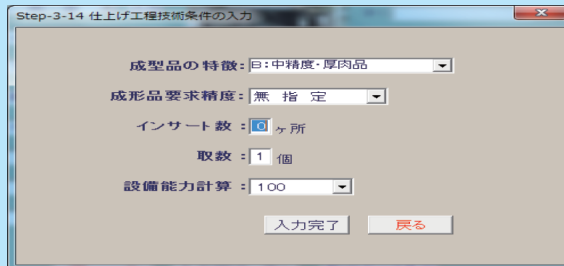 Step-3-14 仕上げ工程技術条件の入力
成型品の特徴:B:中精度・厚肉品
成形品要求精度:無 指 定
インサート数:0ヶ所
取数:1個
設備能力計算:100
入力完了 戻る